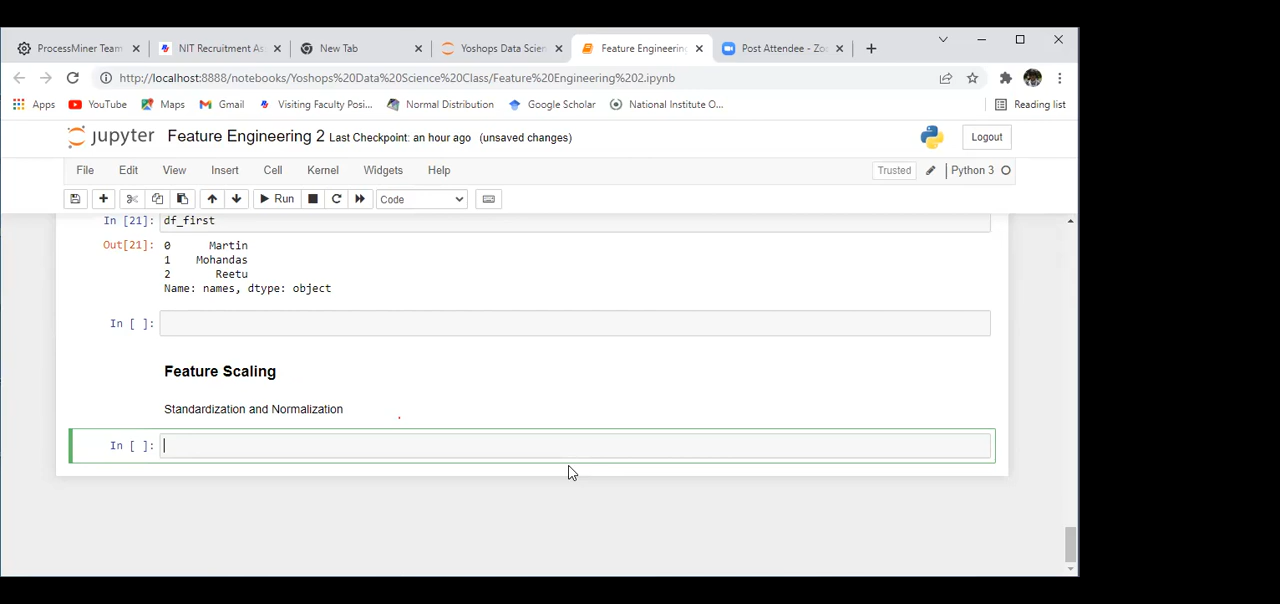 ProcessMiner Team
NIT Recruitment As
New Tab
Yoshops Data Scien
Feature Engineering
Post Attendee - Zo
http://localhost:8888/notebooks/Yoshops%20Data%20Science%20Class/Feature%20Engineering%202.ipynb
Apps YouTube Maps Gmail Visiting Faculty Posi... Normal Distribution Google Scholar National Institute O... Reading list
jupyter Feature Engineering 2 Last Checkpoint: an hour ago (unsaved changes) Logout
File Edit View Insert Cell Kernel Widgets Help Trusted Python 3
Run Code
In [21]: df_first
Out[21]: 0 Martin
1 Mohandas
2 Reetu
Name: names, dtype: object
In [ ]:
Feature Scaling
Standardization and Normalization
In [ ]: